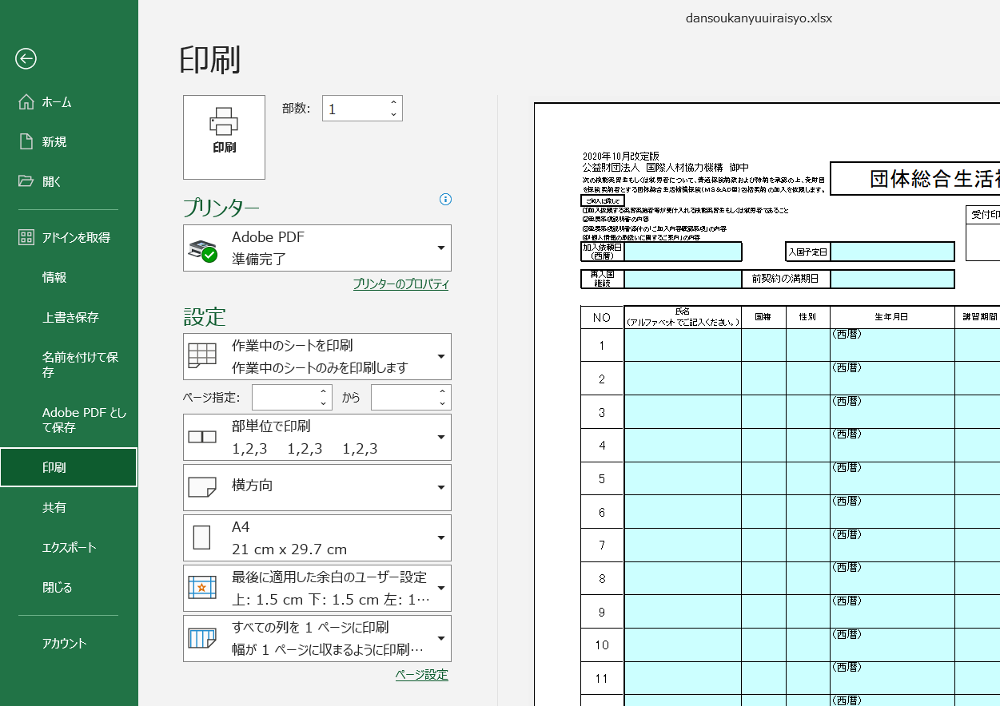 dansoukanyuuiraisyo.xlsx
ホーム
新規
開く
アドインを取得
情報
上書き保存
名前を付けて保
存
Adobe PDF とし
て保存
印刷
共有
エクスポート
閉じる
アカウント
印刷
印刷
部数:
1
プリンター
Adobe PDF
準備完了
プリンターのプロパティ
設定
作業中のシートを印刷
作業中のシートのみを印刷します
ページ指定:
から
部単位で印刷
1,2,3 1,2,3 1,2,3
横方向
A4
21 cm x 29.7 cm
最後に適用した余白のユーザー設定
上: 1.5 cm 下: 1.5 cm 左: 1…
すべての列を 1 ページに印刷
幅が 1 ページに収まるように印刷…
ページ設定
2020年10月改定版
公益財団法人 国際人材協力機構 御中
次の技能実習生もしくは就労者について、普通保険約款および特約を承認の上、貴財団
を保険契約者とする団体総合生活補償保険(MS&AD型)包括契約の加入を依頼します。
団体総合生活
ご加入に際して
①加入依頼する実習実施者等が受け入れる技能実習生もしくは就労者であること
②重要事項説明書の内容
③重要事項説明書添付の「ご加入内容確認事項」の内容
④「個人情報の取扱いに関するご案内」の内容
受付印
加入依頼日
(西暦)
入国予定日
再入国
継続
前契約の満期日
NO
氏名
(アルファベットでご記入ください。)
国籍
性別
生年月日
講習期間
1
(西暦)
2
(西暦)
3
(西暦)
4
(西暦)
5
(西暦)
6
(西暦)
7
(西暦)
8
(西暦)
9
(西暦)
10
(西暦)
11
(西暦)
(西暦)